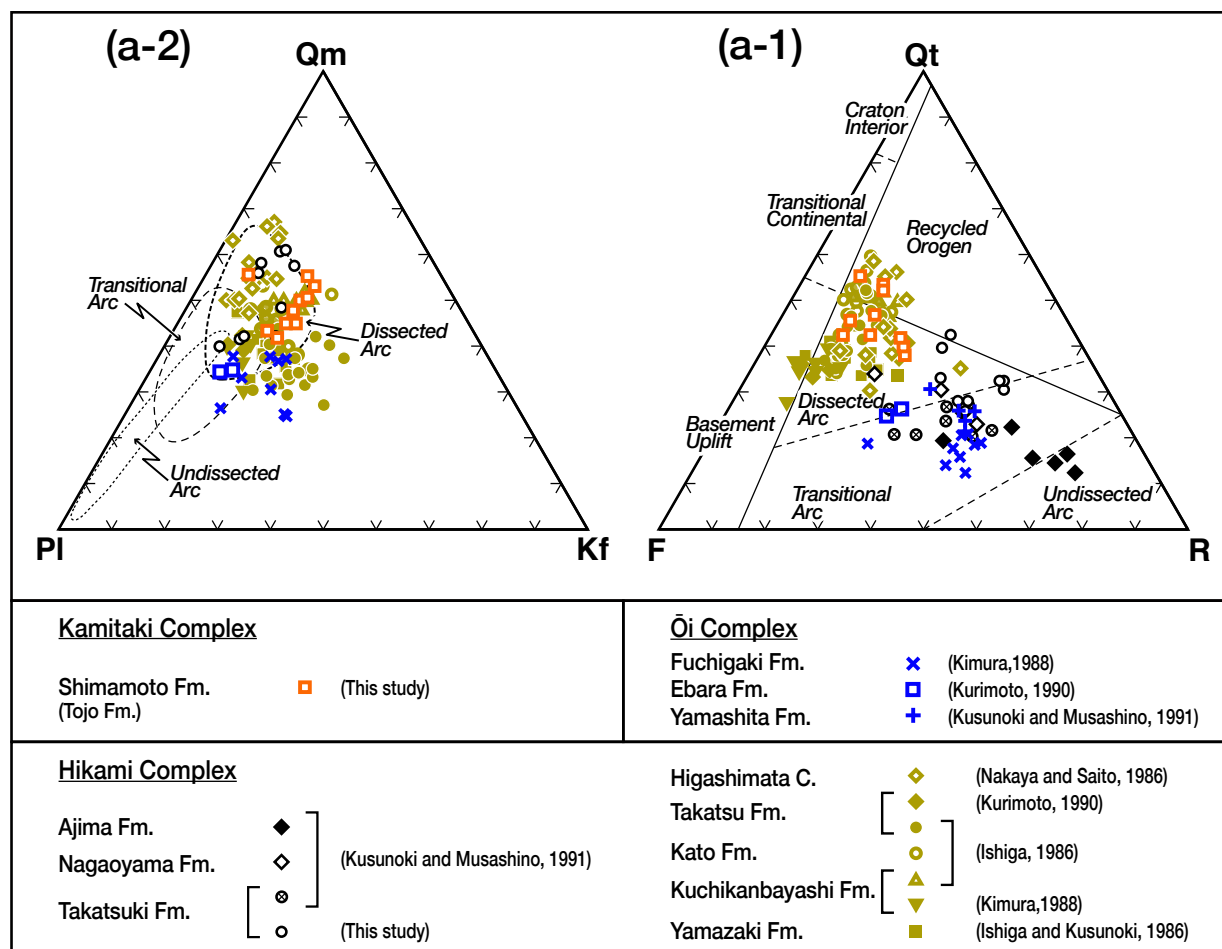 (a-2)
Qm
Transitional
Arc
Dissected
Arc
Undissected
Arc
Pl
Kf
(a-1)
Qt
Craton
Interior
Transitional
Continental
Recycled
Orogen
Dissected
Arc
Basement
Uplift
Transitional
Arc
Undissected
Arc
F
R
Kamitaki Complex
Shimamoto Fm. (This study)
(Tojo Fm.)
Ōi Complex
Fuchigaki Fm. (Kimura,1988)
Ebara Fm. (Kurimoto, 1990)
Yamashita Fm. (Kusunoki and Musashino, 1991)
Hikami Complex
Ajima Fm.
Nagaoyama Fm. (Kusunoki and Musashino, 1991)
Takatsuki Fm.
(This study)
Higashimata C. (Nakaya and Saito, 1986)
Takatsu Fm. (Kurimoto, 1990)
Kato Fm. (Ishiga, 1986)
Kuchikanbayashi Fm.
(Kimura,1988)
Yamazaki Fm. (Ishiga and Kusunoki, 1986)